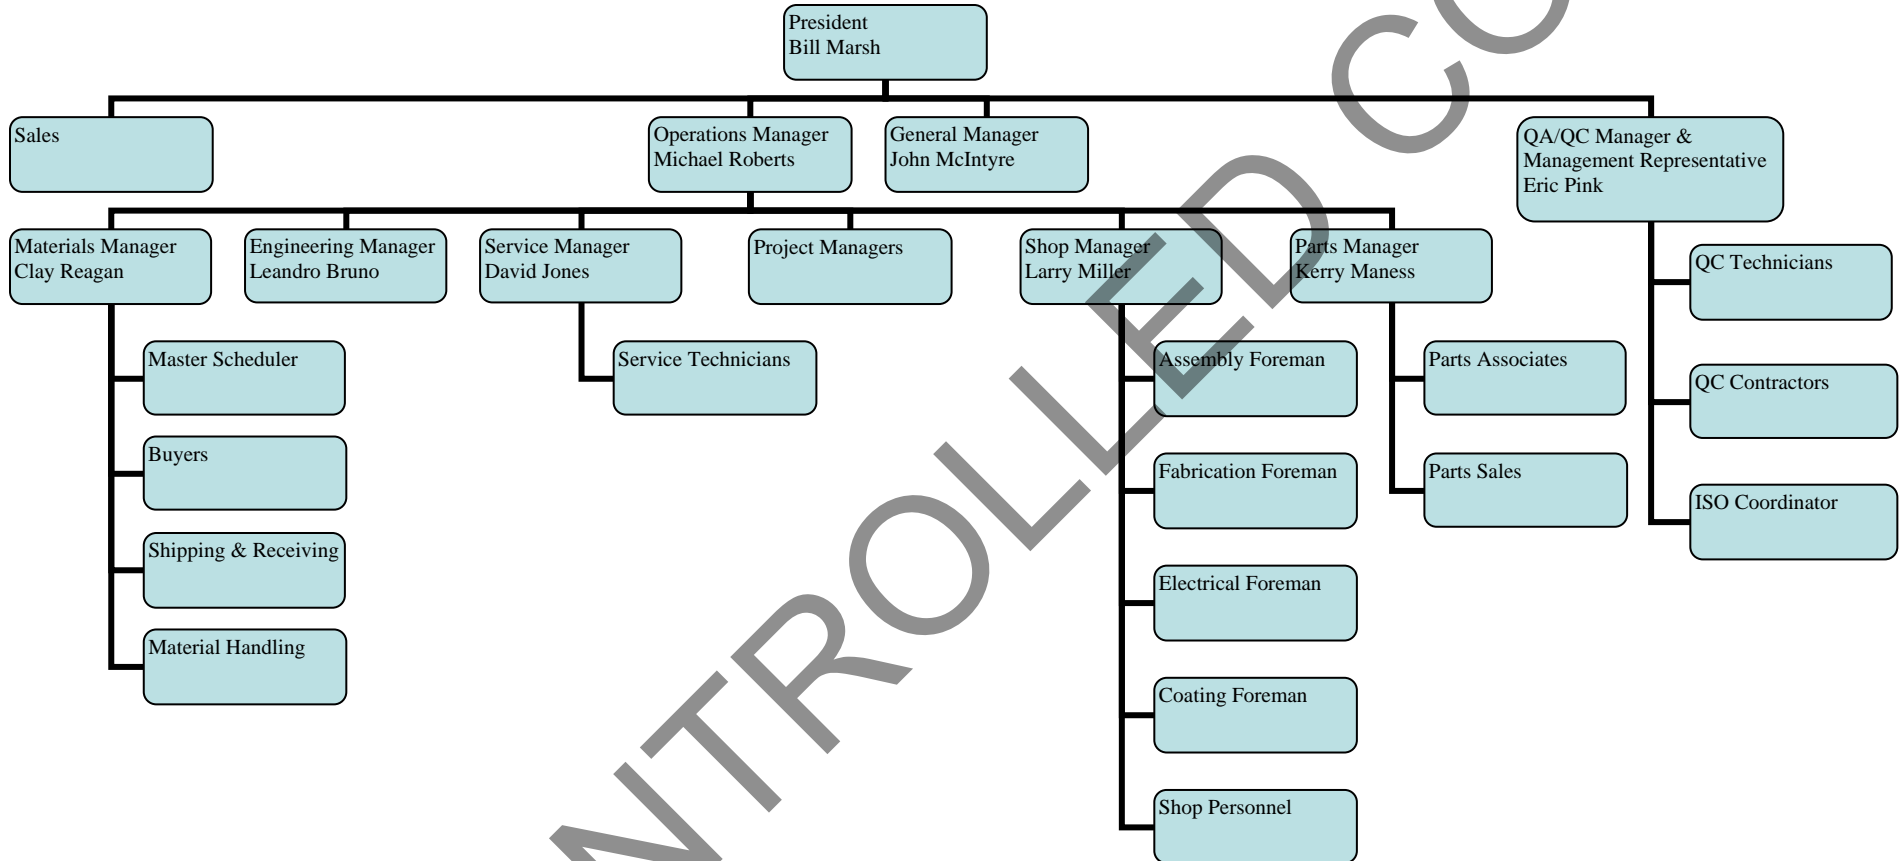 President
Bill Marsh
Sales
Operations Manager
Michael Roberts
General Manager
John McIntyre
QA/QC Manager &
Management Representative
Eric Pink
Materials Manager
Clay Reagan
Engineering Manager
Leandro Bruno
Service Manager
David Jones
Project Managers
Shop Manager
Larry Miller
Parts Manager
Kerry Maness
QC Technicians
Master Scheduler
Service Technicians
Assembly Foreman
Parts Associates
QC Contractors
Buyers
Fabrication Foreman
Parts Sales
ISO Coordinator
Shipping & Receiving
Electrical Foreman
Material Handling
Coating Foreman
Shop Personnel
NTROLLED CO